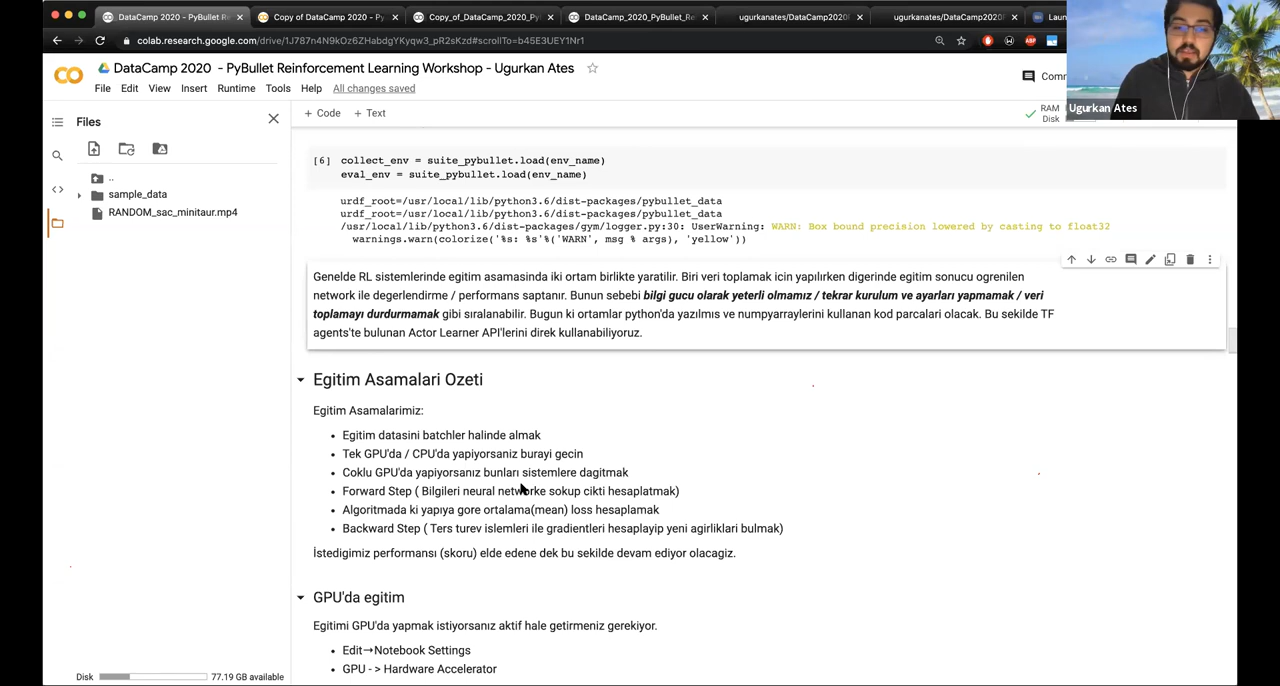 DataCamp 2020 - PyBullet R
Copy of DataCamp 2020 - Py
Copy_of_DataCamp_2020_Py
DataCamp_2020_PyBullet_Re
ugurkanates/DataCamp2020
ugurkanates/DataCamp2020
Laun
colab.research.google.com/drive/1J787n4N9kOz6ZHabdgYKyqw3_pR2sKzd#scrollTo=b45E3UEY1Nr1
ABP
DataCamp 2020 - PyBullet Reinforcement Learning Workshop - Ugurkan Ates
Comm
File Edit View Insert Runtime Tools Help All changes saved
Ugurkan Ates
Files
+ Code + Text
RAM
Disk
..
sample_data
RANDOM_sac_minitaur.mp4
[6] collect_env = suite_pybullet.load(env_name)
eval_env = suite_pybullet.load(env_name)
urdf_root=/usr/local/lib/python3.6/dist-packages/pybullet_data
urdf_root=/usr/local/lib/python3.6/dist-packages/pybullet_data
/usr/local/lib/python3.6/dist-packages/gym/logger.py:30: UserWarning: WARN: Box bound precision lowered by casting to float32
warnings.warn(colorize('%s: %s'%('WARN', msg % args), 'yellow'))
Genelde RL sistemlerinde egitim asamasinda iki ortam birlikte yaratilir. Biri veri toplamak icin yapılırken digerinde egitim sonucu ogrenilen
network ile degerlendirme / performans saptanır. Bunun sebebi bilgi gucu olarak yeterli olmamız / tekrar kurulum ve ayarları yapmamak / veri
toplamayı durdurmamak gibi sıralanabilir. Bugun ki ortamlar python'da yazılmıs ve numpyarraylerini kullanan kod parcalari olacak. Bu sekilde TF
agents'te bulunan Actor Learner API'lerini direk kullanabiliyoruz.
Egitim Asamalari Ozeti
Egitim Asamalarimiz:
• Egitim datasini batchler halinde almak
• Tek GPU'da / CPU'da yapiyorsaniz burayi gecin
• Coklu GPU'da yapiyorsanız bunları sistemlere dagitmak
• Forward Step ( Bilgileri neural networke sokup cikti hesaplatmak)
• Algoritmada ki yapıya gore ortalama(mean) loss hesaplamak
• Backward Step ( Ters turev islemleri ile gradientleri hesaplayip yeni agirliklari bulmak)
İstedigimiz performansı (skoru) elde edene dek bu sekilde devam ediyor olacagiz.
GPU'da egitim
Egitimi GPU'da yapmak istiyorsanız aktif hale getirmeniz gerekiyor.
• Edit→Notebook Settings
• GPU - > Hardware Accelerator
Disk
77.19 GB available